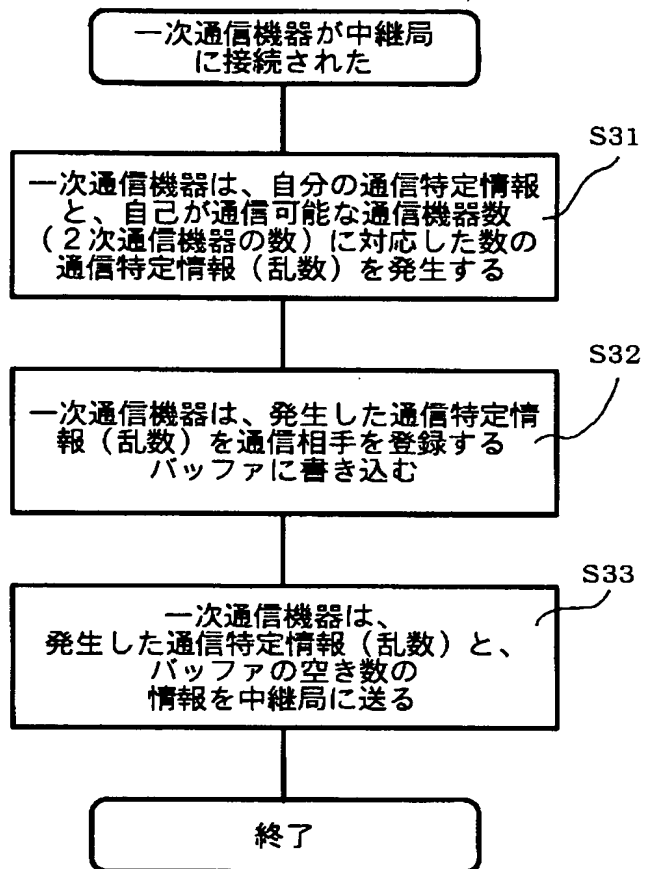 一次通信機器が中継局
に接続された
S31
一次通信機器は、自分の通信特定情報
と、自己が通信可能な通信機器数
（２次通信機器の数）に対応した数の
通信特定情報（乱数）を発生する
S32
一次通信機器は、発生した通信特定情
報（乱数）を通信相手を登録する
バッファに書き込む
S33
一次通信機器は、
発生した通信特定情報（乱数）と、
バッファの空き数の
情報を中継局に送る
終了